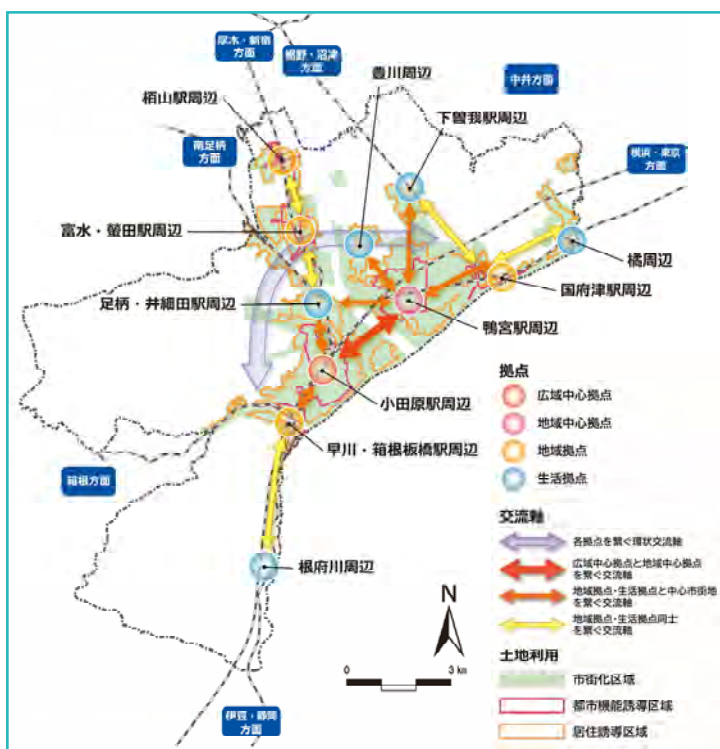 厚木・新宿
方面
裾野・沼津
方面
豊川周辺
中井方面
栢山駅周辺
下曽我駅周辺
南足柄
方面
横浜・東京
方面
富水・螢田駅周辺
橘周辺
国府津駅周辺
足柄・井細田駅周辺
鴨宮駅周辺
小田原駅周辺
早川・箱根板橋駅周辺
箱根方面
根府川周辺
伊豆・静岡
方面
N
0
3 km
拠点
広域中心拠点
地域中心拠点
地域拠点
生活拠点
交流軸
各拠点を繋ぐ環状交流軸
広域中心拠点と地域中心拠点
を繋ぐ交流軸
地域拠点・生活拠点と中心市街地
を繋ぐ交流軸
地域拠点・生活拠点同士
を繋ぐ交流軸
土地利用
市街化区域
都市機能誘導区域
居住誘導区域